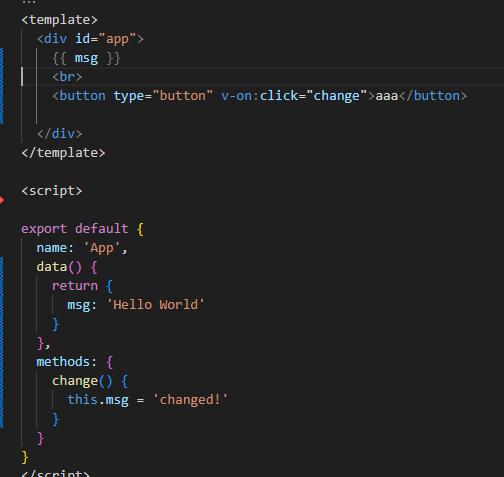 <template>
  <div id="app">
    {{ msg }}
    <br>
    <button type="button" v-on:click="change">aaa</button>
  </div>
</template>
<script>
export default {
  name: 'App',
  data() {
    return {
      msg: 'Hello World'
    }
  },
  methods: {
    change() {
      this.msg = 'changed!'
    }
  }
}
</script>